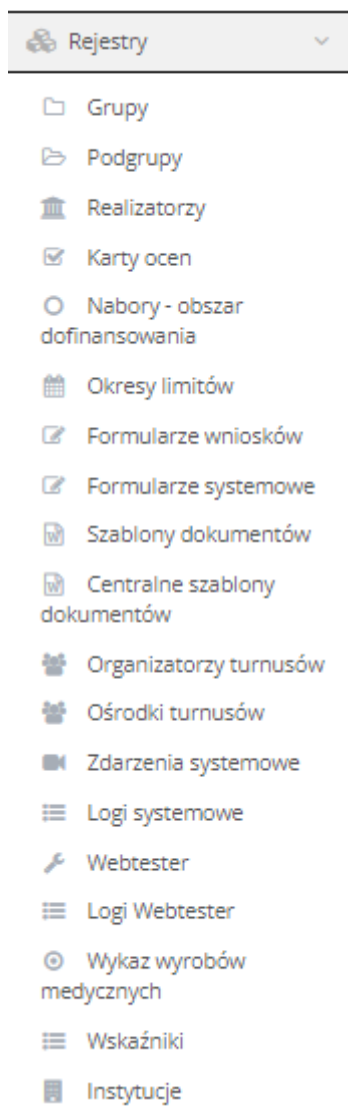 Rejestry
Grupy
Podgrupy
Realizatorzy
Karty ocen
Nabory - obszar
dofinansowania
Okresy limitów
Formularze wniosków
Formularze systemowe
Szablony dokumentów
Centralne szablony
dokumentów
Organizatorzy turnusów
Ośrodki turnusów
Zdarzenia systemowe
Logi systemowe
Webtester
Logi Webtester
Wykaz wyrobów
medycznych
Wskaźniki
Instytucje